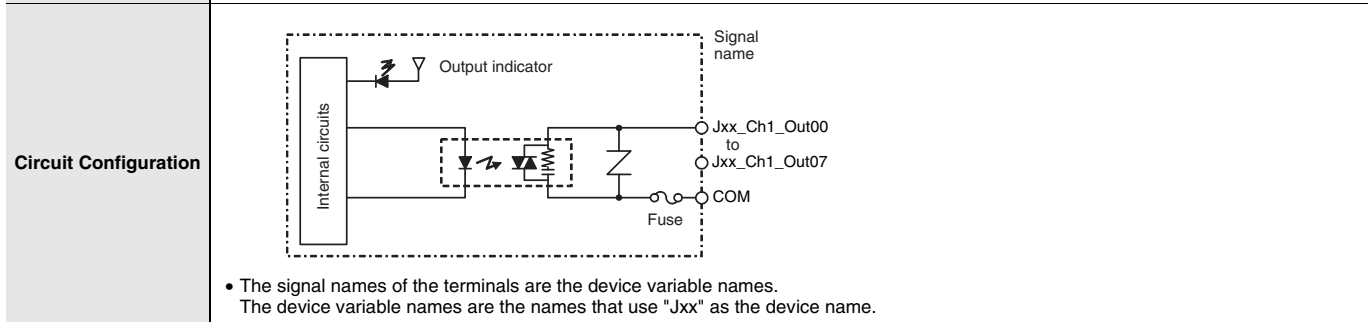 Circuit Configuration
Internal circuits
Output indicator
Signal
name
Jxx_Ch1_Out00
to
Jxx_Ch1_Out07
COM
Fuse
• The signal names of the terminals are the device variable names.
The device variable names are the names that use "Jxx" as the device name.